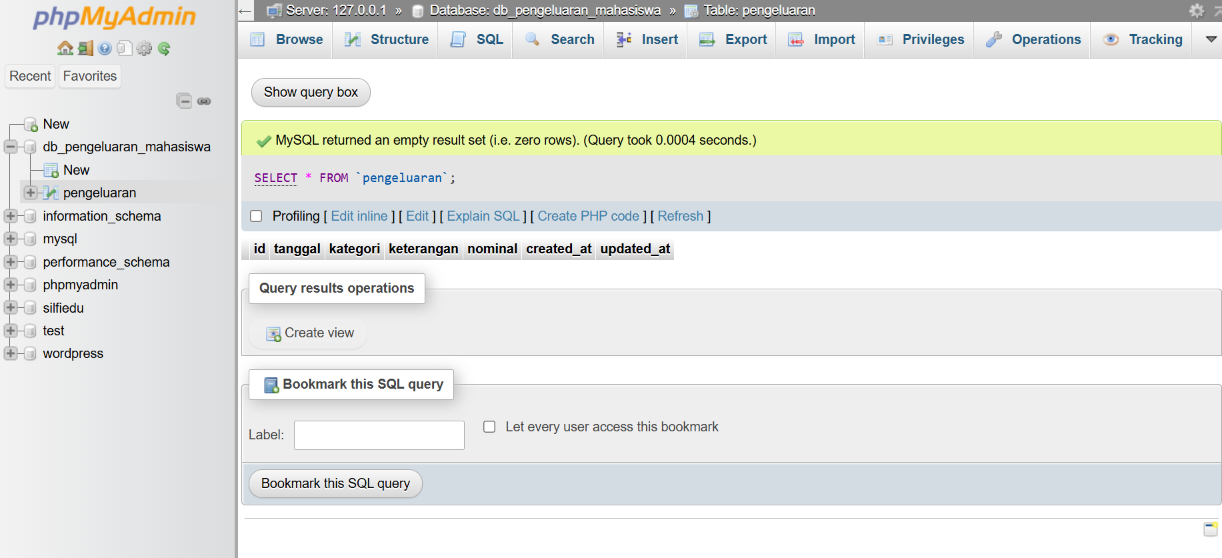 phpMyAdmin
Recent Favorites
New
db_pengeluaran_mahasiswa
New
pengeluaran
information_schema
mysql
performance_schema
phpmyadmin
silfiedu
test
wordpress
Server: 127.0.0.1 » Database: db_pengeluaran_mahasiswa » Table: pengeluaran
Browse Structure SQL Search Insert Export Import Privileges Operations Tracking
Show query box
MySQL returned an empty result set (i.e. zero rows). (Query took 0.0004 seconds.)
SELECT * FROM `pengeluaran`;
Profiling [ Edit inline ] [ Edit ] [ Explain SQL ] [ Create PHP code ] [ Refresh ]
id tanggal kategori keterangan nominal created_at updated_at
Query results operations
Create view
Bookmark this SQL query
Label: Let every user access this bookmark
Bookmark this SQL query